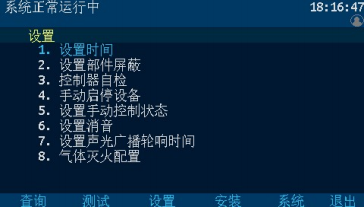 系统正常运行中 18:16:47
设置
1. 设置时间
2. 设置部件屏蔽
3. 控制器自检
4. 手动启停设备
5. 设置手动控制状态
6. 设置消音
7. 设置声光广播轮响时间
8. 气体灭火配置
查询 测试 设置 安装 系统 退出